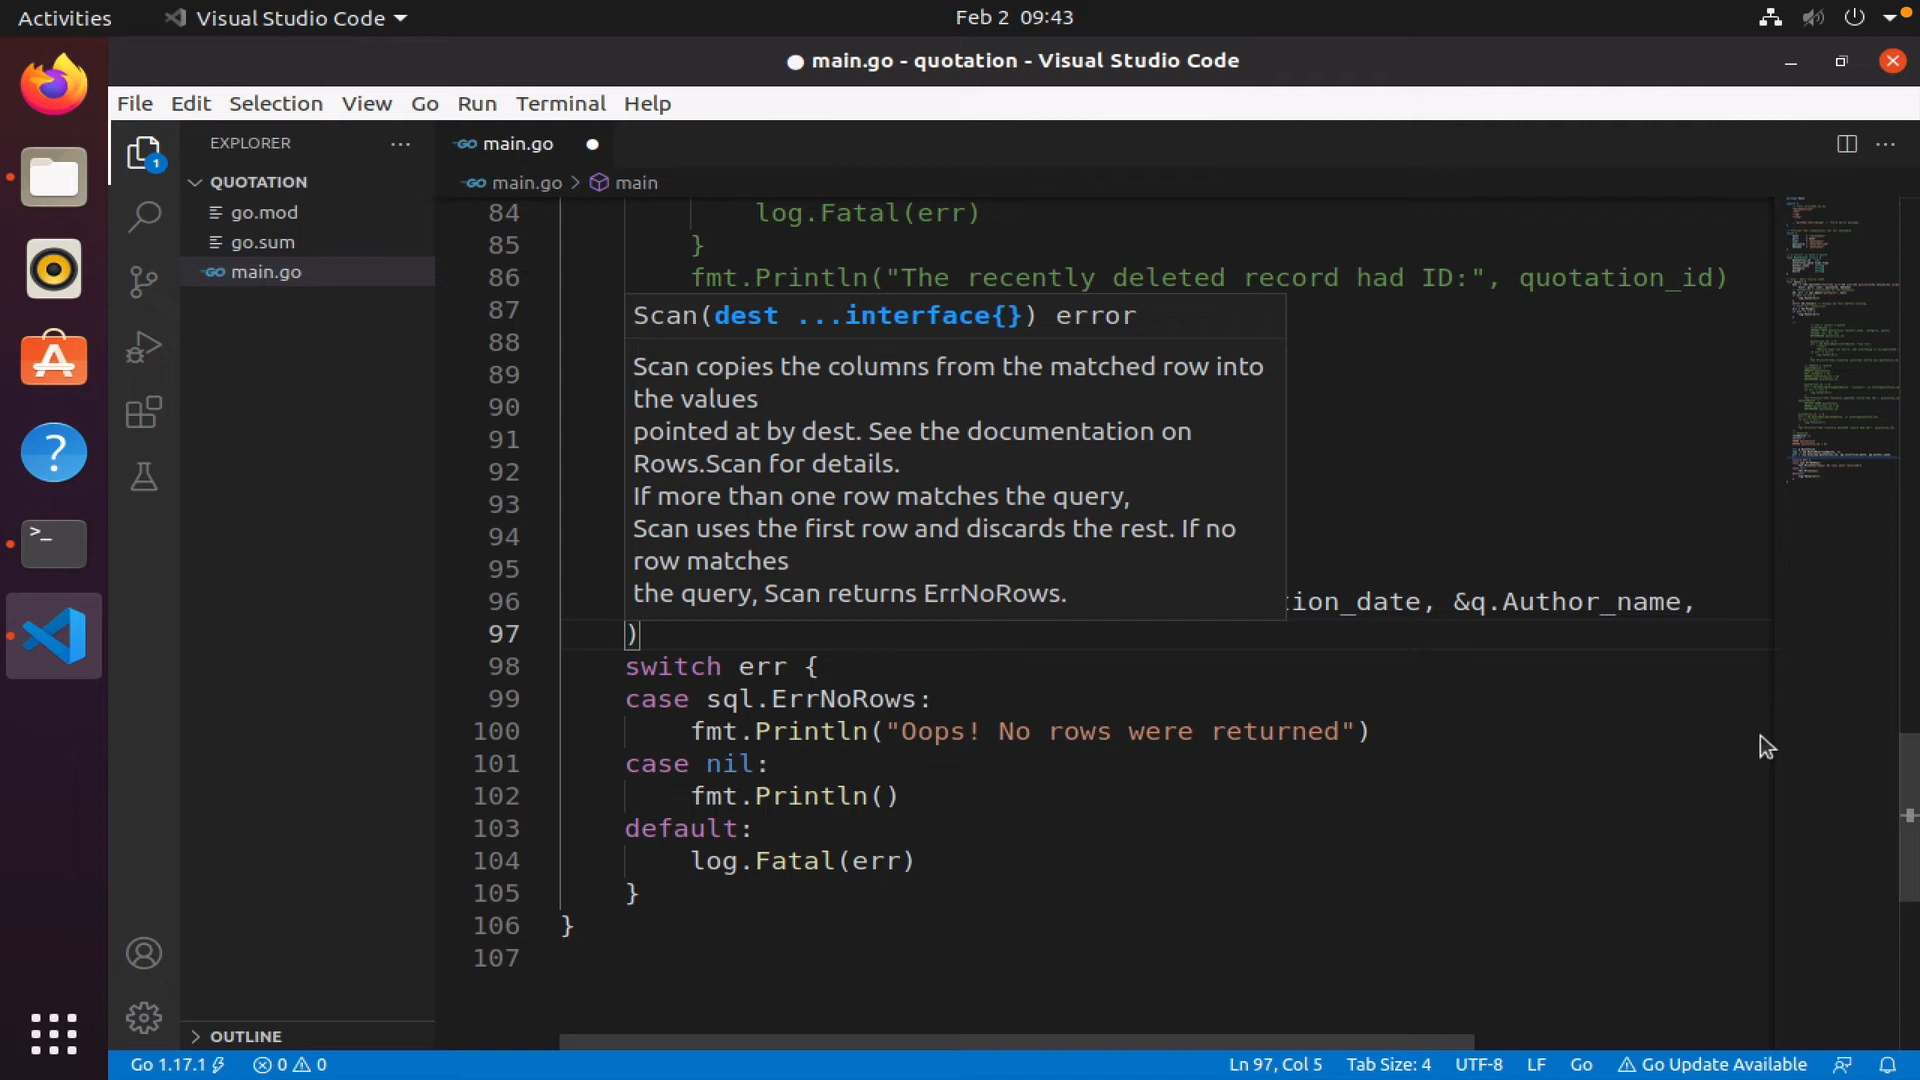 Activities Visual Studio Code Feb 2 09:43
main.go - quotation - Visual Studio Code
File Edit Selection View Go Run Terminal Help
EXPLORER ··· GO main.go
QUOTATION GO main.go > main
go.mod
go.sum
GO main.go
1
84 log.Fatal(err)
85 }
86 fmt.Println("The recently deleted record had ID:", quotation_id)
87
88
89
90
91
92
93
94
95
96 tion_date, &q.Author_name,
Scan(dest ...interface{}) error
Scan copies the columns from the matched row into
the values
pointed at by dest. See the documentation on
Rows.Scan for details.
If more than one row matches the query,
Scan uses the first row and discards the rest. If no
row matches
the query, Scan returns ErrNoRows.
97 )
98 switch err {
99 case sql.ErrNoRows:
100 fmt.Println("Oops! No rows were returned")
101 case nil:
102 fmt.Println()
103 default:
104 log.Fatal(err)
105 }
106 }
107
OUTLINE
Go 1.17.1 0 0 Ln 97, Col 5 Tab Size: 4 UTF-8 LF Go Go Update Available